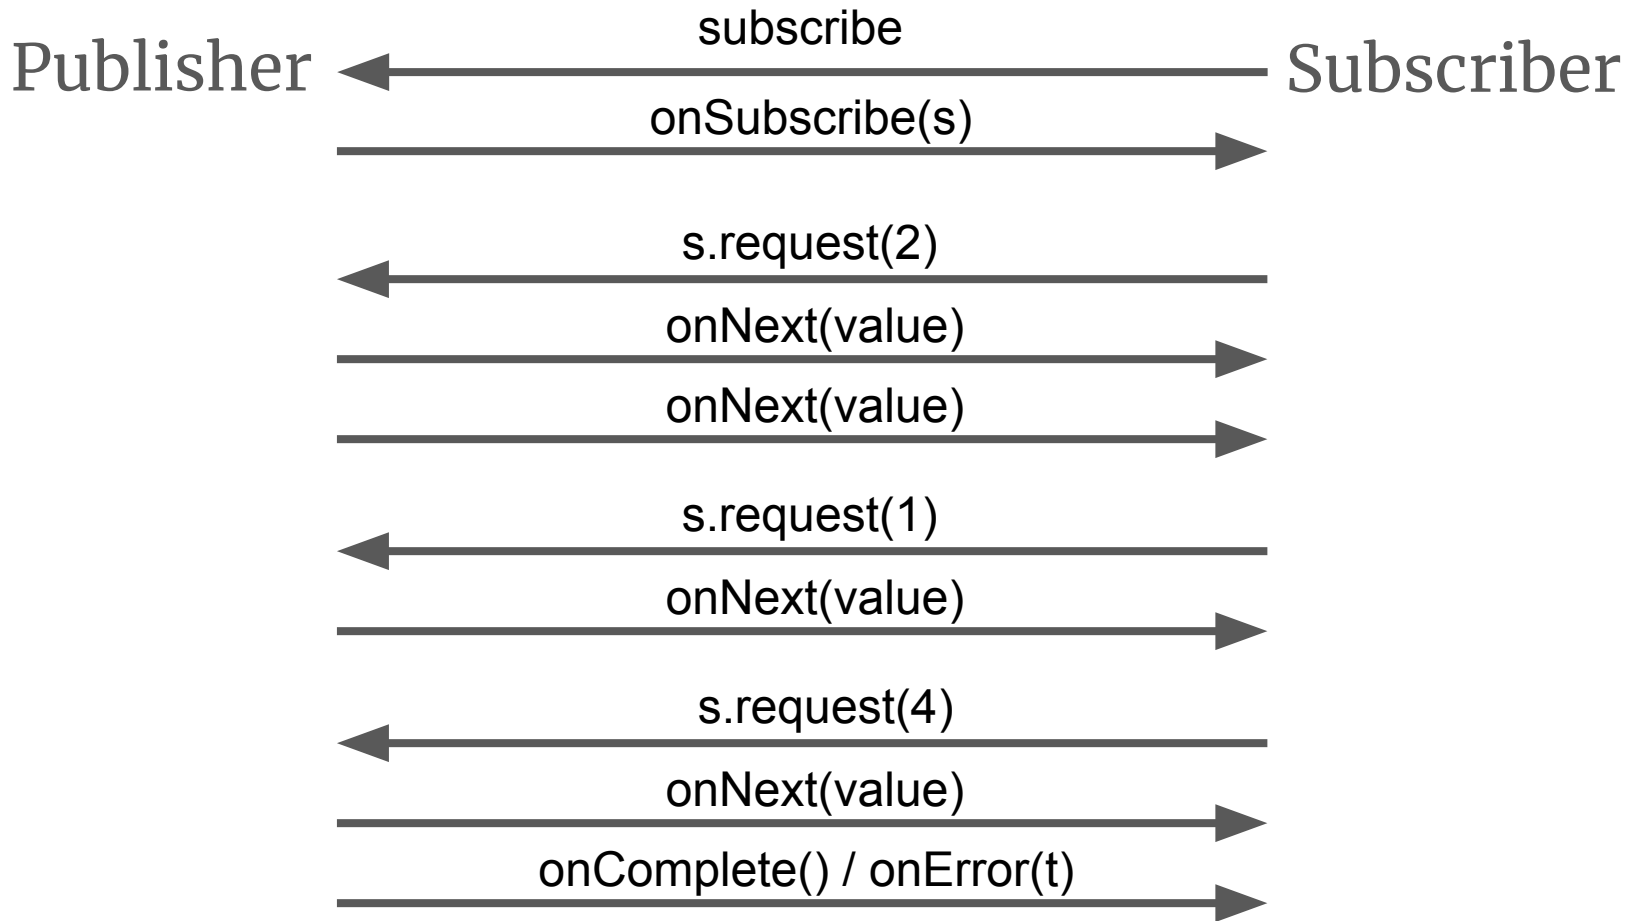 subscribe
Publisher
Subscriber
onSubscribe(s)
s.request(2)
onNext(value)
onNext(value)
s.request(1)
onNext(value)
s.request(4)
onNext(value)
onComplete() / onError(t)